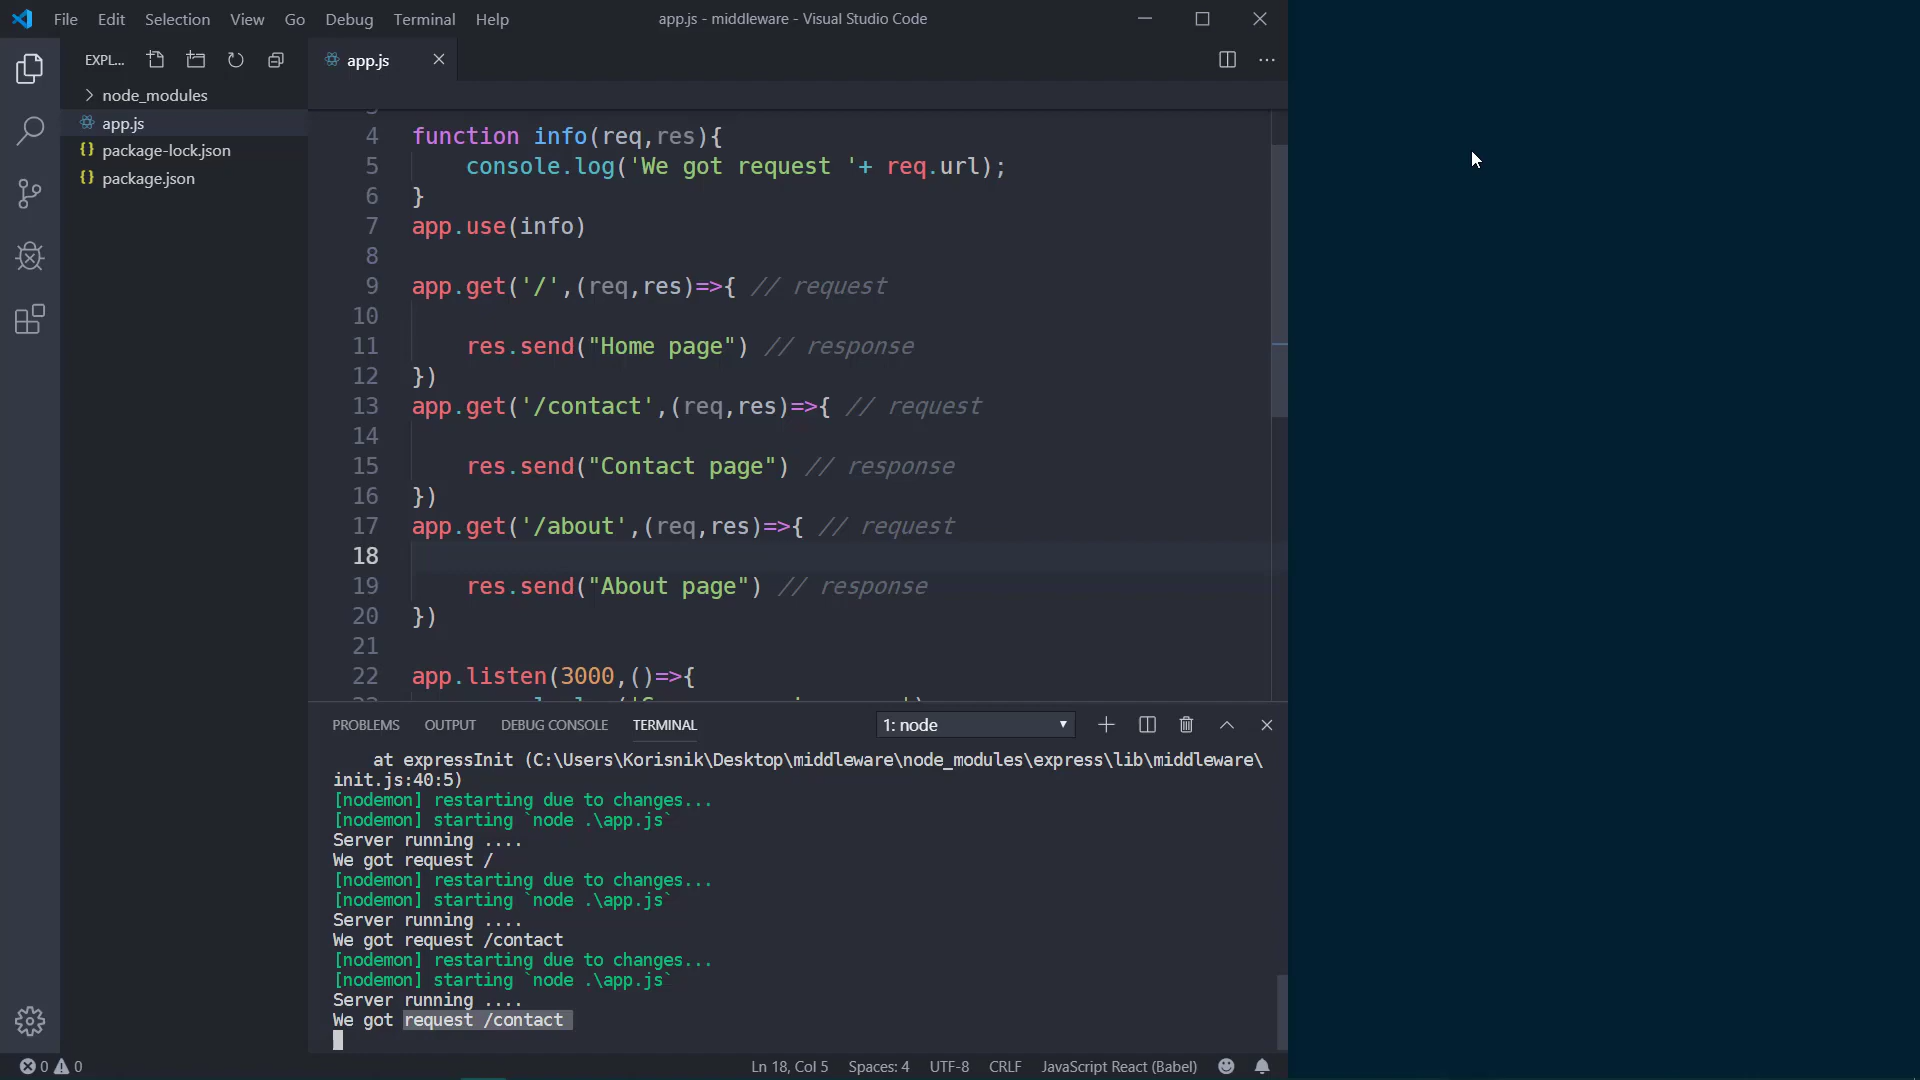 File Edit Selection View Go Debug Terminal Help
app.js - middleware - Visual Studio Code
EXPL...
node_modules
app.js
package-lock.json
package.json
app.js
4 function info(req,res){
5 console.log('We got request '+ req.url);
6 }
7 app.use(info)
8
9 app.get('/',(req,res)=>{ // request
10
11 res.send("Home page") // response
12 })
13 app.get('/contact',(req,res)=>{ // request
14
15 res.send("Contact page") // response
16 })
17 app.get('/about',(req,res)=>{ // request
18
19 res.send("About page") // response
20 })
21
22 app.listen(3000,()=>{
PROBLEMS OUTPUT DEBUG CONSOLE TERMINAL 1: node
at expressInit (C:\Users\Korisnik\Desktop\middleware\node_modules\express\lib\middleware\
init.js:40:5)
[nodemon] restarting due to changes...
[nodemon] starting `node .\app.js`
Server running ....
We got request /
[nodemon] restarting due to changes...
[nodemon] starting `node .\app.js`
Server running ....
We got request /contact
[nodemon] restarting due to changes...
[nodemon] starting `node .\app.js`
Server running ....
We got request /contact
0 0 Ln 18, Col 5 Spaces: 4 UTF-8 CRLF JavaScript React (Babel)